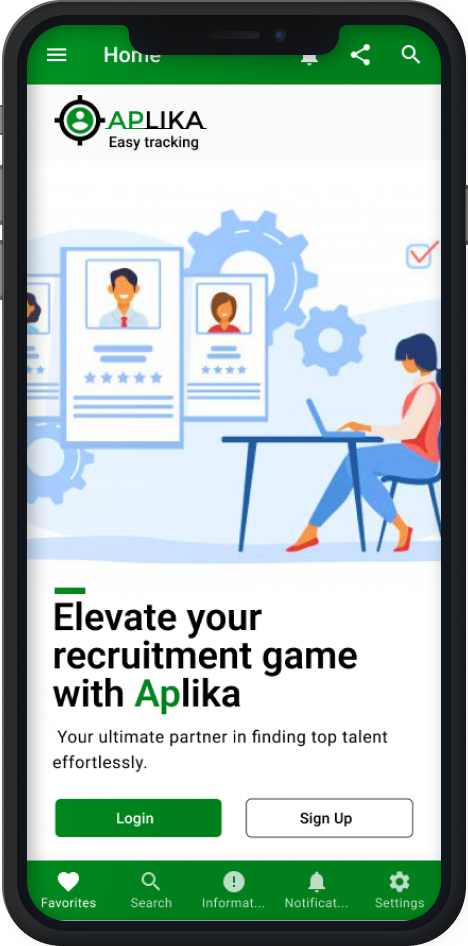 Home
APLIKA
Easy tracking
Elevate your
recruitment game
with Aplika
Your ultimate partner in finding top talent
effortlessly.
Login
Sign Up
Favorites
Search
Informat...
Notificat...
Settings